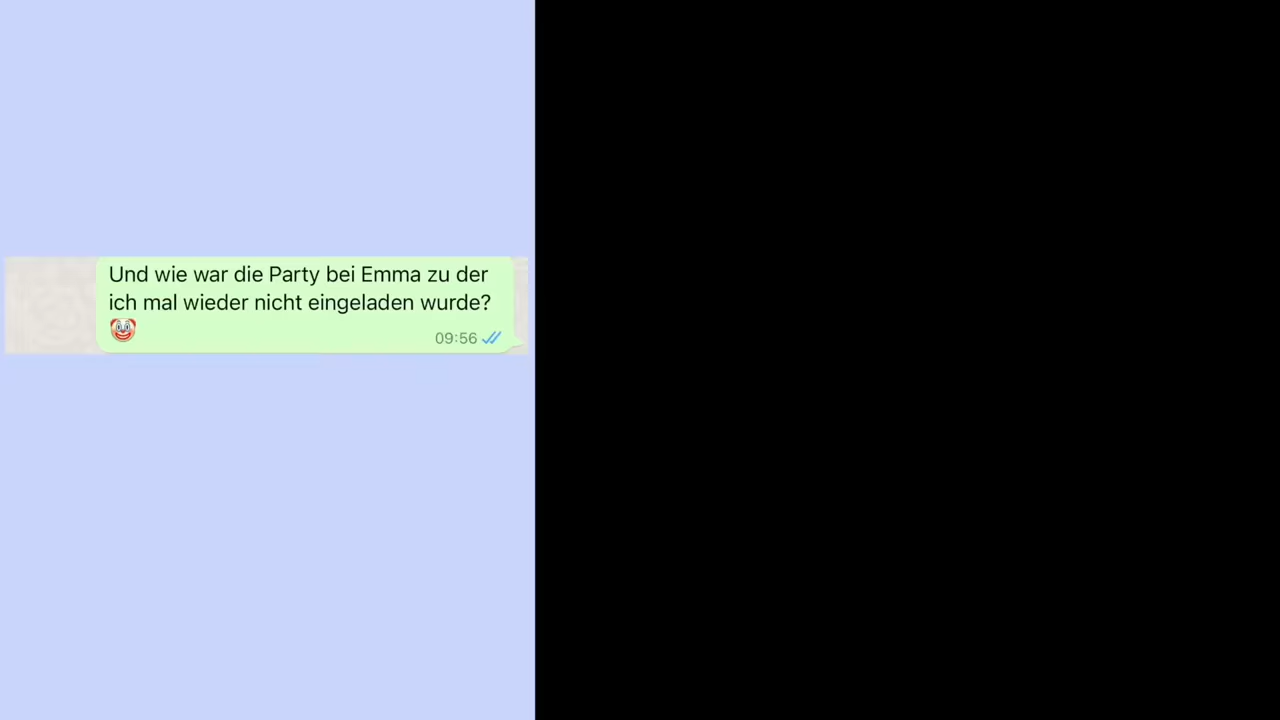 Und wie war die Party bei Emma zu der
ich mal wieder nicht eingeladen wurde?
🤡
09:56